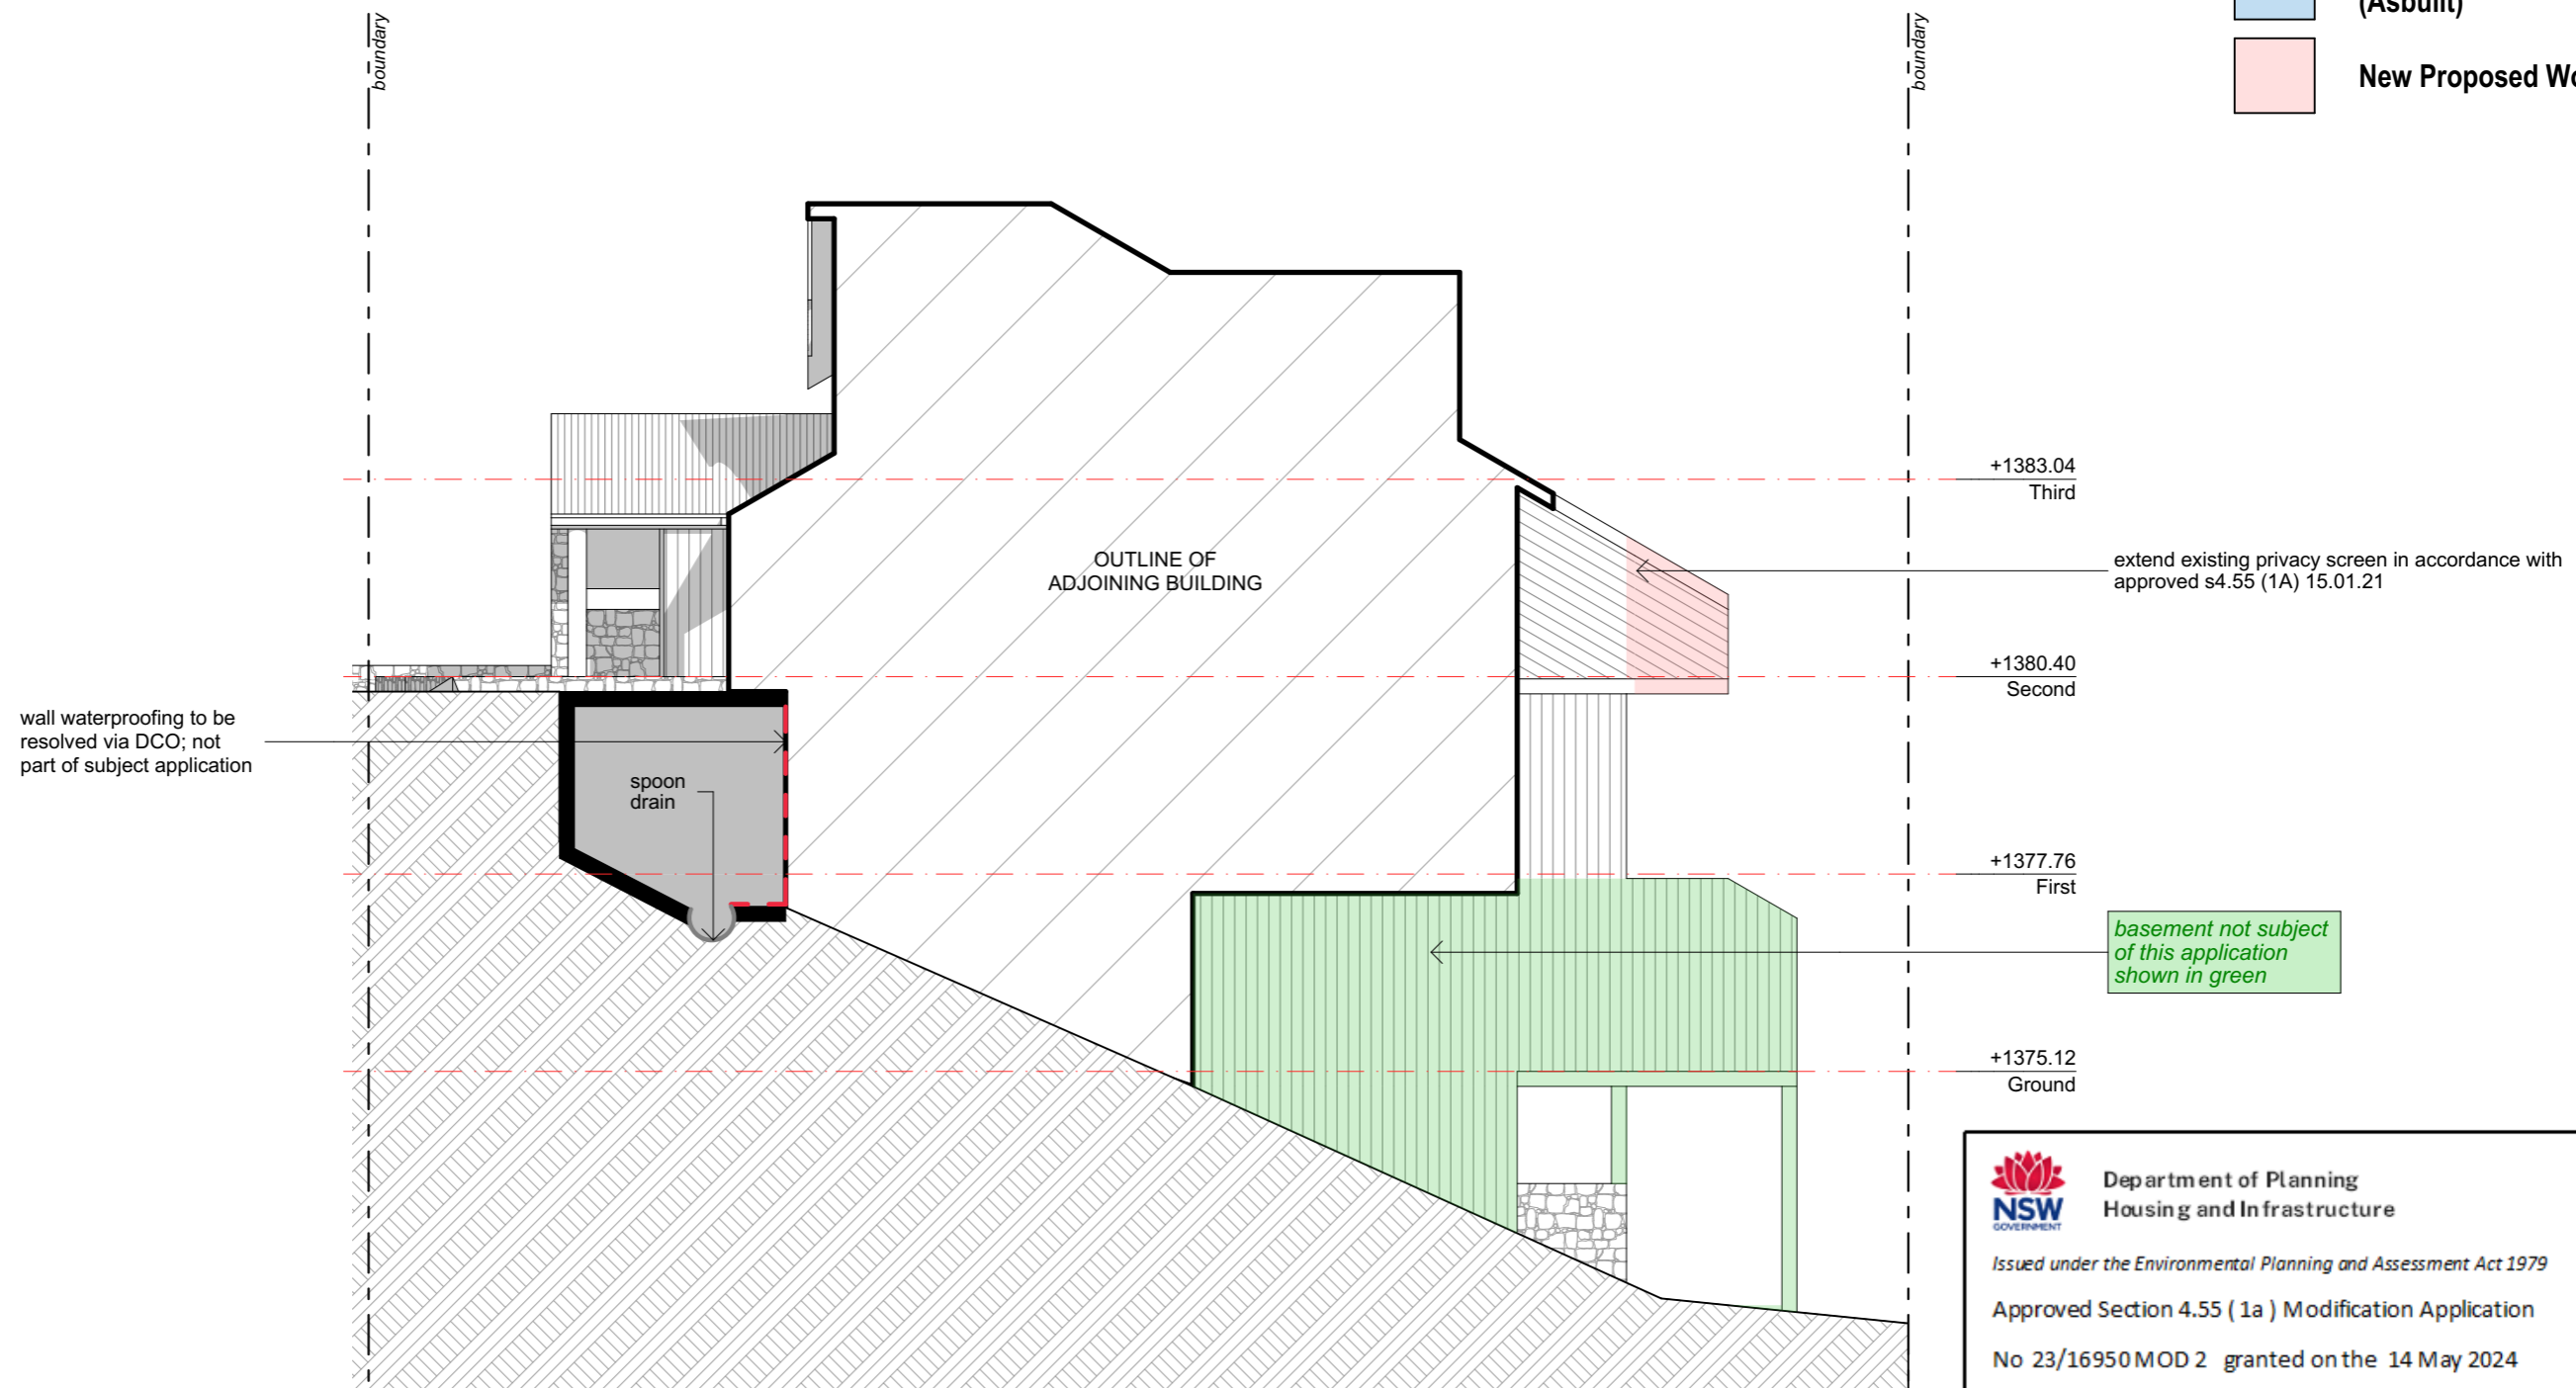 boundary
boundary
(Asbuilt)
New Proposed
+1383.04
Third
OUTLINE OF
ADJOINING BUILDING
extend existing privacy screen in accordance with
approved s4.55 (1A) 15.01.21
+1380.40
Second
wall waterproofing to be
resolved via DCO; not
part of subject application
spoon
drain
+1377.76
First
basement not subject
of this application
shown in green
+1375.12
Ground
NSW
GOVERNMENT
Department of Planning
Housing and Infrastructure
Issued under the Environmental Planning and Assessment Act 1979
Approved Section 4.55 ( 1a ) Modification Application
No 23/16950 MOD 2 granted on the 14 May 2024